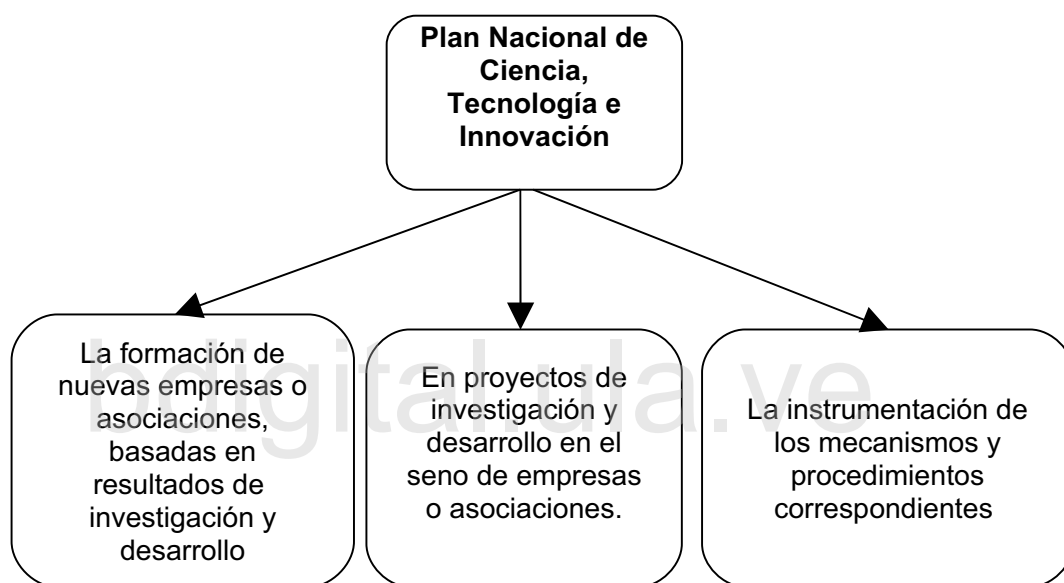 Plan Nacional de
Ciencia,
Tecnología e
Innovación
La formación de
nuevas empresas o
asociaciones,
basadas en
resultados de
investigación y
desarrollo
En proyectos de
investigación y
desarrollo en el
seno de empresas
o asociaciones.
La instrumentación de
los mecanismos y
procedimientos
correspondientes
bdigital.ula.ve